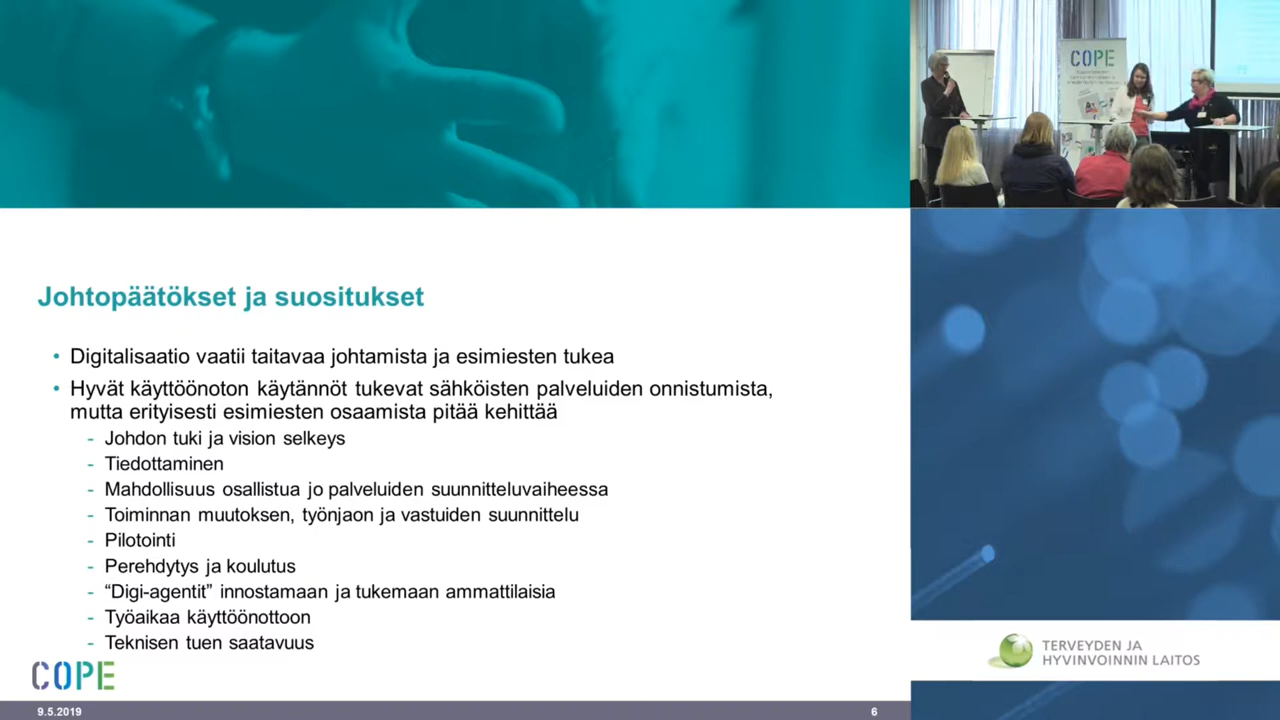 COPE
Johtopäätökset ja suositukset
• Digitalisaatio vaatii taitavaa johtamista ja esimiesten tukea
• Hyvät käyttöönoton käytännöt tukevat sähköisten palveluiden onnistumista,
mutta erityisesti esimiesten osaamista pitää kehittää
- Johdon tuki ja vision selkeys
- Tiedottaminen
- Mahdollisuus osallistua jo palveluiden suunnitteluvaiheessa
- Toiminnan muutoksen, työnjaon ja vastuiden suunnittelu
- Pilotointi
- Perehdytys ja koulutus
- “Digi-agentit” innostamaan ja tukemaan ammattilaisia
- Työaikaa käyttöönottoon
- Teknisen tuen saatavuus
COPE
TERVEYDEN JA
HYVINVOINNIN LAITOS
9.5.2019
6